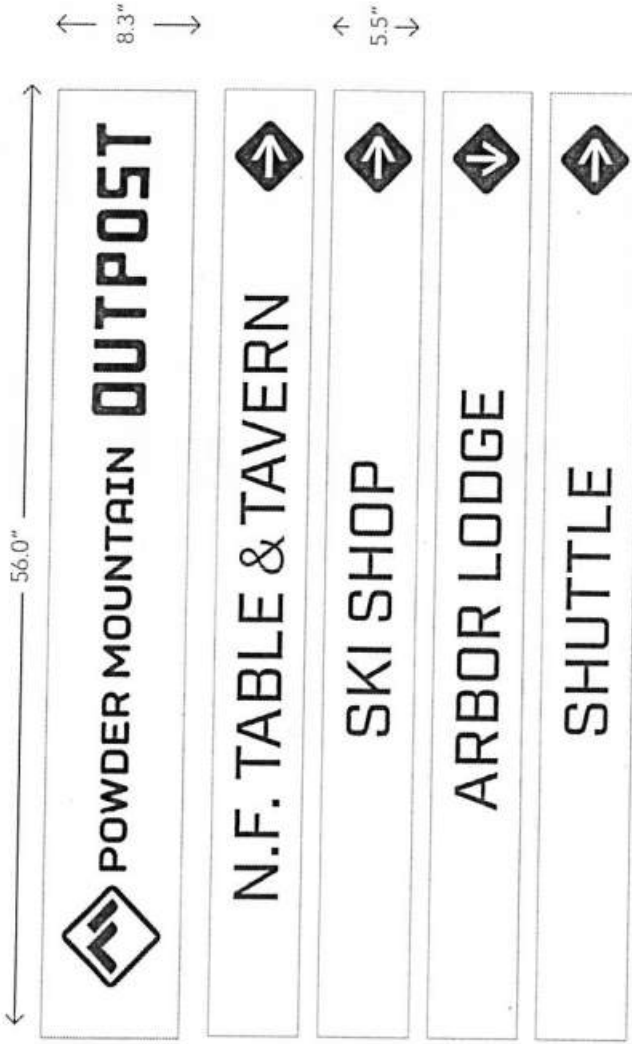 56.0"
8.3"
POWDER MOUNTAIN OUTPOST
N.F. TABLE & TAVERN
5.5"
SKI SHOP
ARBOR LODGE
SHUTTLE